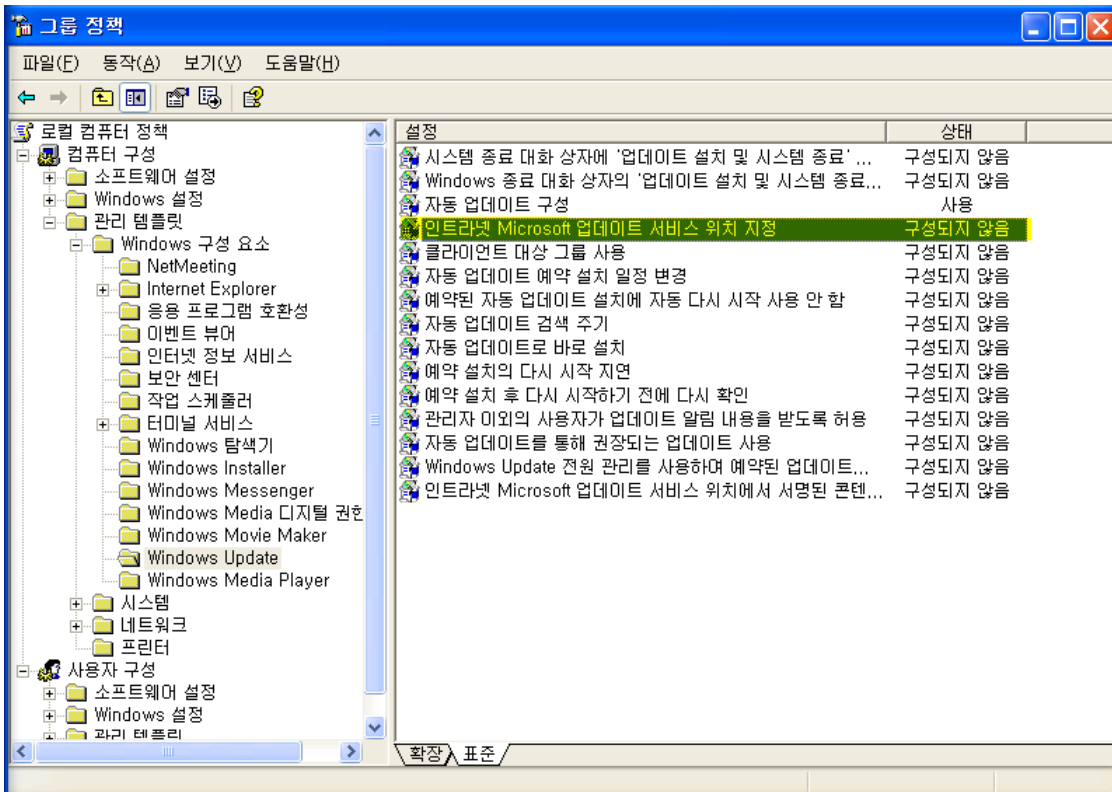 그룹 정책
파일(F) 동작(A) 보기(V) 도움말(H)
로컬 컴퓨터 정책
컴퓨터 구성
소프트웨어 설정
Windows 설정
관리 템플릿
Windows 구성 요소
NetMeeting
Internet Explorer
응용 프로그램 호환성
이벤트 뷰어
인터넷 정보 서비스
보안 센터
작업 스케줄러
터미널 서비스
Windows 탐색기
Windows Installer
Windows Messenger
Windows Media 디지털 권한
Windows Movie Maker
Windows Update
Windows Media Player
시스템
네트워크
프린터
사용자 구성
소프트웨어 설정
Windows 설정
관리 템플릿
설정 상태
시스템 종료 대화 상자에 '업데이트 설치 및 시스템 종료' ... 구성되지 않음
Windows 종료 대화 상자의 '업데이트 설치 및 시스템 종료... 구성되지 않음
자동 업데이트 구성 사용
인트라넷 Microsoft 업데이트 서비스 위치 지정 구성되지 않음
클라이언트 대상 그룹 사용 구성되지 않음
자동 업데이트 예약 설치 일정 변경 구성되지 않음
예약된 자동 업데이트 설치에 자동 다시 시작 사용 안 함 구성되지 않음
자동 업데이트 검색 주기 구성되지 않음
자동 업데이트로 바로 설치 구성되지 않음
예약 설치의 다시 시작 지연 구성되지 않음
예약 설치 후 다시 시작하기 전에 다시 확인 구성되지 않음
관리자 이외의 사용자가 업데이트 알림 내용을 받도록 허용 구성되지 않음
자동 업데이트를 통해 권장되는 업데이트 사용 구성되지 않음
Windows Update 전원 관리를 사용하여 예약된 업데이트... 구성되지 않음
인트라넷 Microsoft 업데이트 서비스 위치에서 서명된 콘텐... 구성되지 않음
확장 표준